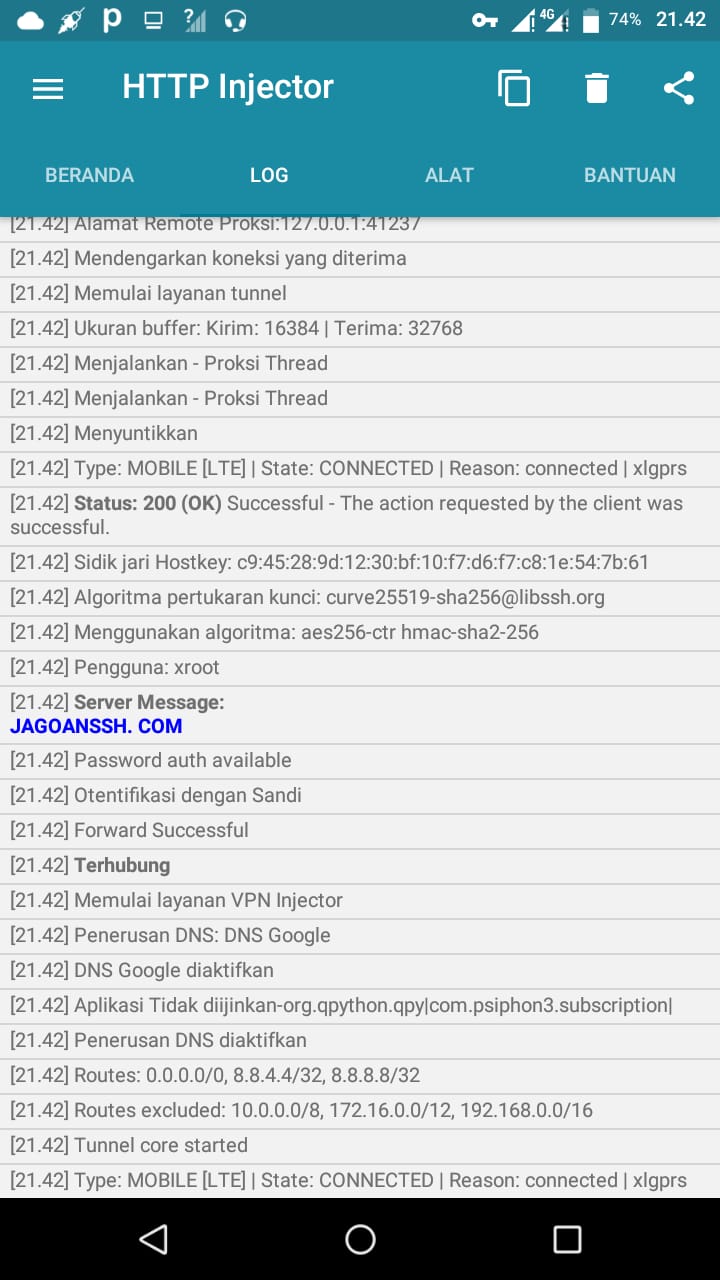 4G 74% 21.42
HTTP Injector
BERANDA LOG ALAT BANTUAN
[21.42] Alamat Remote Proksi:127.0.0.1:41237
[21.42] Mendengarkan koneksi yang diterima
[21.42] Memulai layanan tunnel
[21.42] Ukuran buffer: Kirim: 16384 | Terima: 32768
[21.42] Menjalankan - Proksi Thread
[21.42] Menjalankan - Proksi Thread
[21.42] Menyuntikkan
[21.42] Type: MOBILE [LTE] | State: CONNECTED | Reason: connected | xlgprs
[21.42] Status: 200 (OK) Successful - The action requested by the client was
successful.
[21.42] Sidik jari Hostkey: c9:45:28:9d:12:30:bf:10:f7:d6:f7:c8:1e:54:7b:61
[21.42] Algoritma pertukaran kunci: curve25519-sha256@libssh.org
[21.42] Menggunakan algoritma: aes256-ctr hmac-sha2-256
[21.42] Pengguna: xroot
[21.42] Server Message:
JAGOANSSH. COM
[21.42] Password auth available
[21.42] Otentifikasi dengan Sandi
[21.42] Forward Successful
[21.42] Terhubung
[21.42] Memulai layanan VPN Injector
[21.42] Penerusan DNS: DNS Google
[21.42] DNS Google diaktifkan
[21.42] Aplikasi Tidak diijinkan-org.qpython.qpy|com.psiphon3.subscription|
[21.42] Penerusan DNS diaktifkan
[21.42] Routes: 0.0.0.0/0, 8.8.4.4/32, 8.8.8.8/32
[21.42] Routes excluded: 10.0.0.0/8, 172.16.0.0/12, 192.168.0.0/16
[21.42] Tunnel core started
[21.42] Type: MOBILE [LTE] | State: CONNECTED | Reason: connected | xlgprs